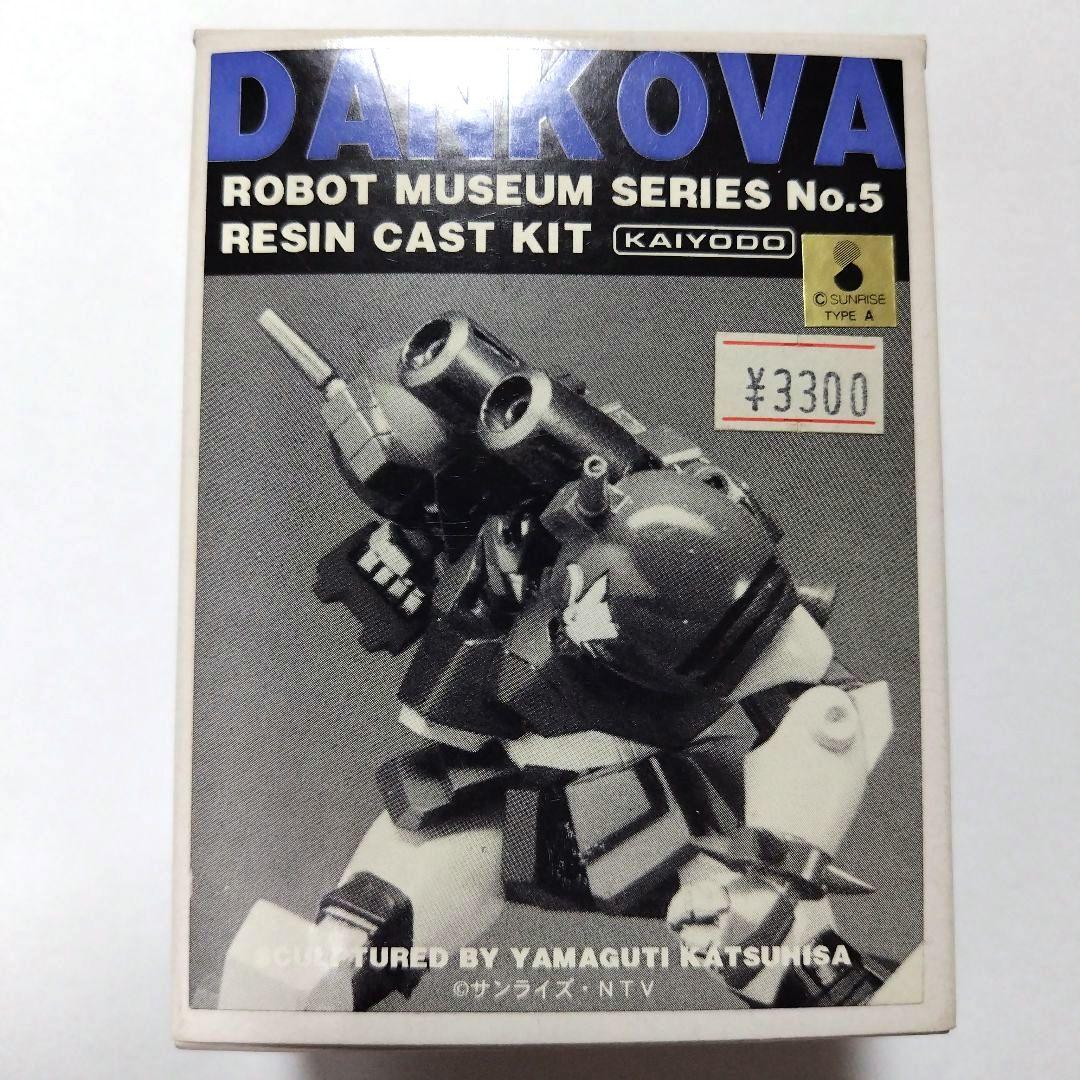 DANKOVA
ROBOT MUSEUM SERIES No.5
RESIN CAST KIT KAIYODO
© SUNRISE
TYPE A
¥3300
SCULPTURED BY YAMAGUTI KATSUHISA
©サンライズ・NTV